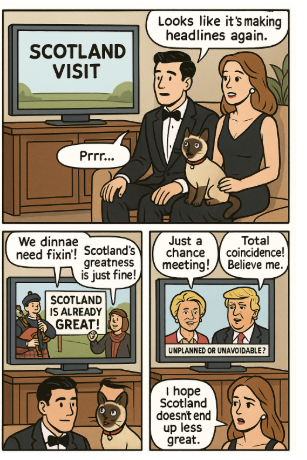 Looks like it's making
headlines again.
SCOTLAND
VISIT
Prrr...
We dinnae
need fixin'!
Scotland's
greatness
is just fine!
SCOTLAND
IS ALREADY
GREAT!
Just a
chance
meeting!
Total
coincidence!
Believe me.
UNPLANNED OR UNAVOIDABLE?
I hope
Scotland
doesn't end
up less
great.